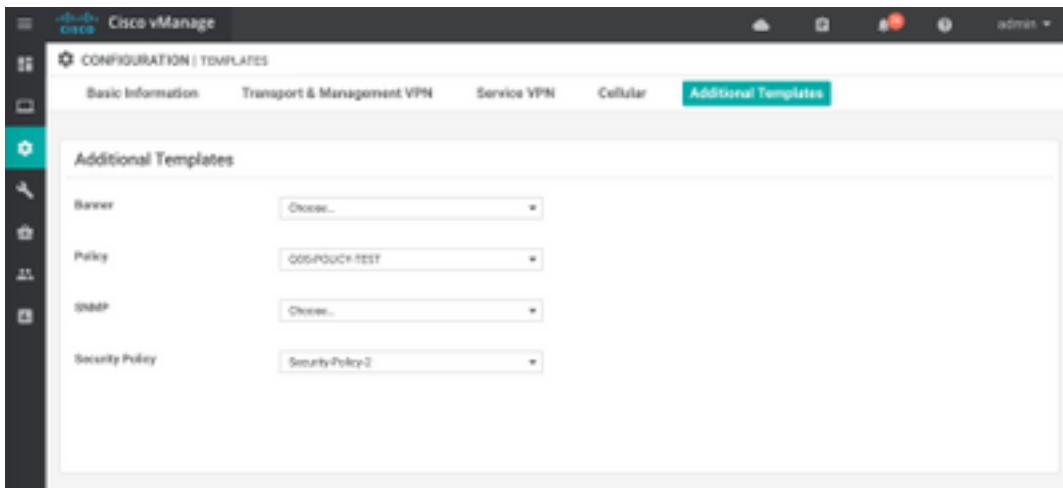 CISCO Cisco vManage admin
CONFIGURATION | TEMPLATES
Basic Information Transport & Management VPN Service VPN Cellular Additional Templates
Additional Templates
Banner Choose...
Policy QOS-POLICY-TEST
SNMP Choose...
Security Policy Security-Policy-2